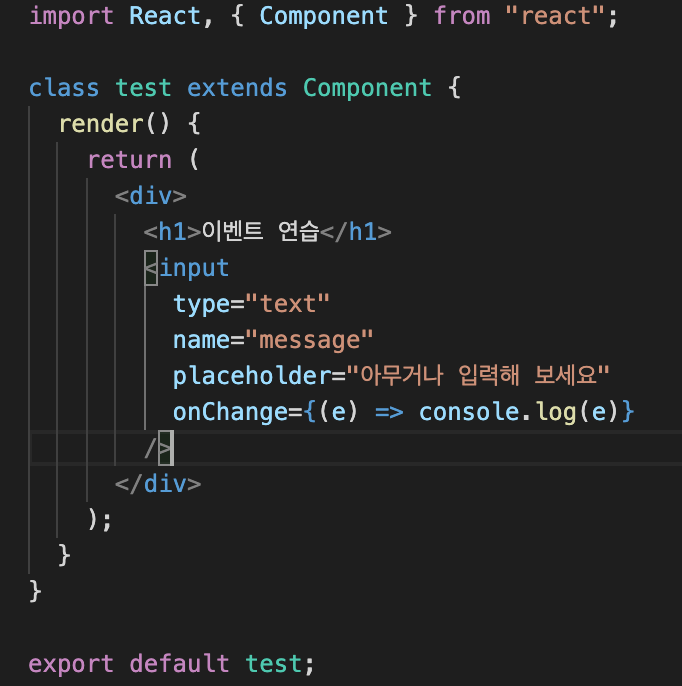 import React, { Component } from "react";
class test extends Component {
render() {
return (
<div>
<h1>이벤트 연습</h1>
<input
type="text"
name="message"
placeholder="아무거나 입력해 보세요"
onChange={(e) => console.log(e)}
/>
</div>
);
}
}
export default test;